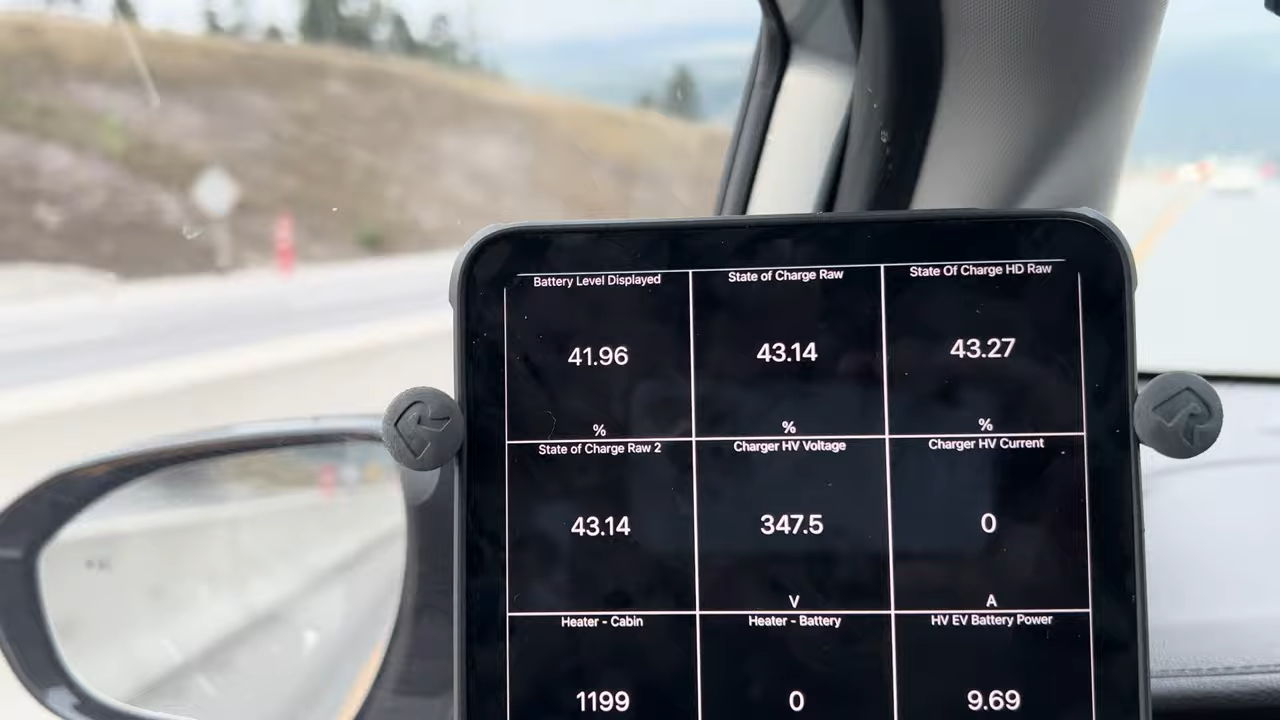 Battery Level Displayed
State of Charge Raw
State Of Charge HD Raw
41.96
43.14
43.27
%
%
%
State of Charge Raw 2
Charger HV Voltage
Charger HV Current
43.14
347.5
0
V
A
Heater - Cabin
Heater - Battery
HV EV Battery Power
1199
0
9.69